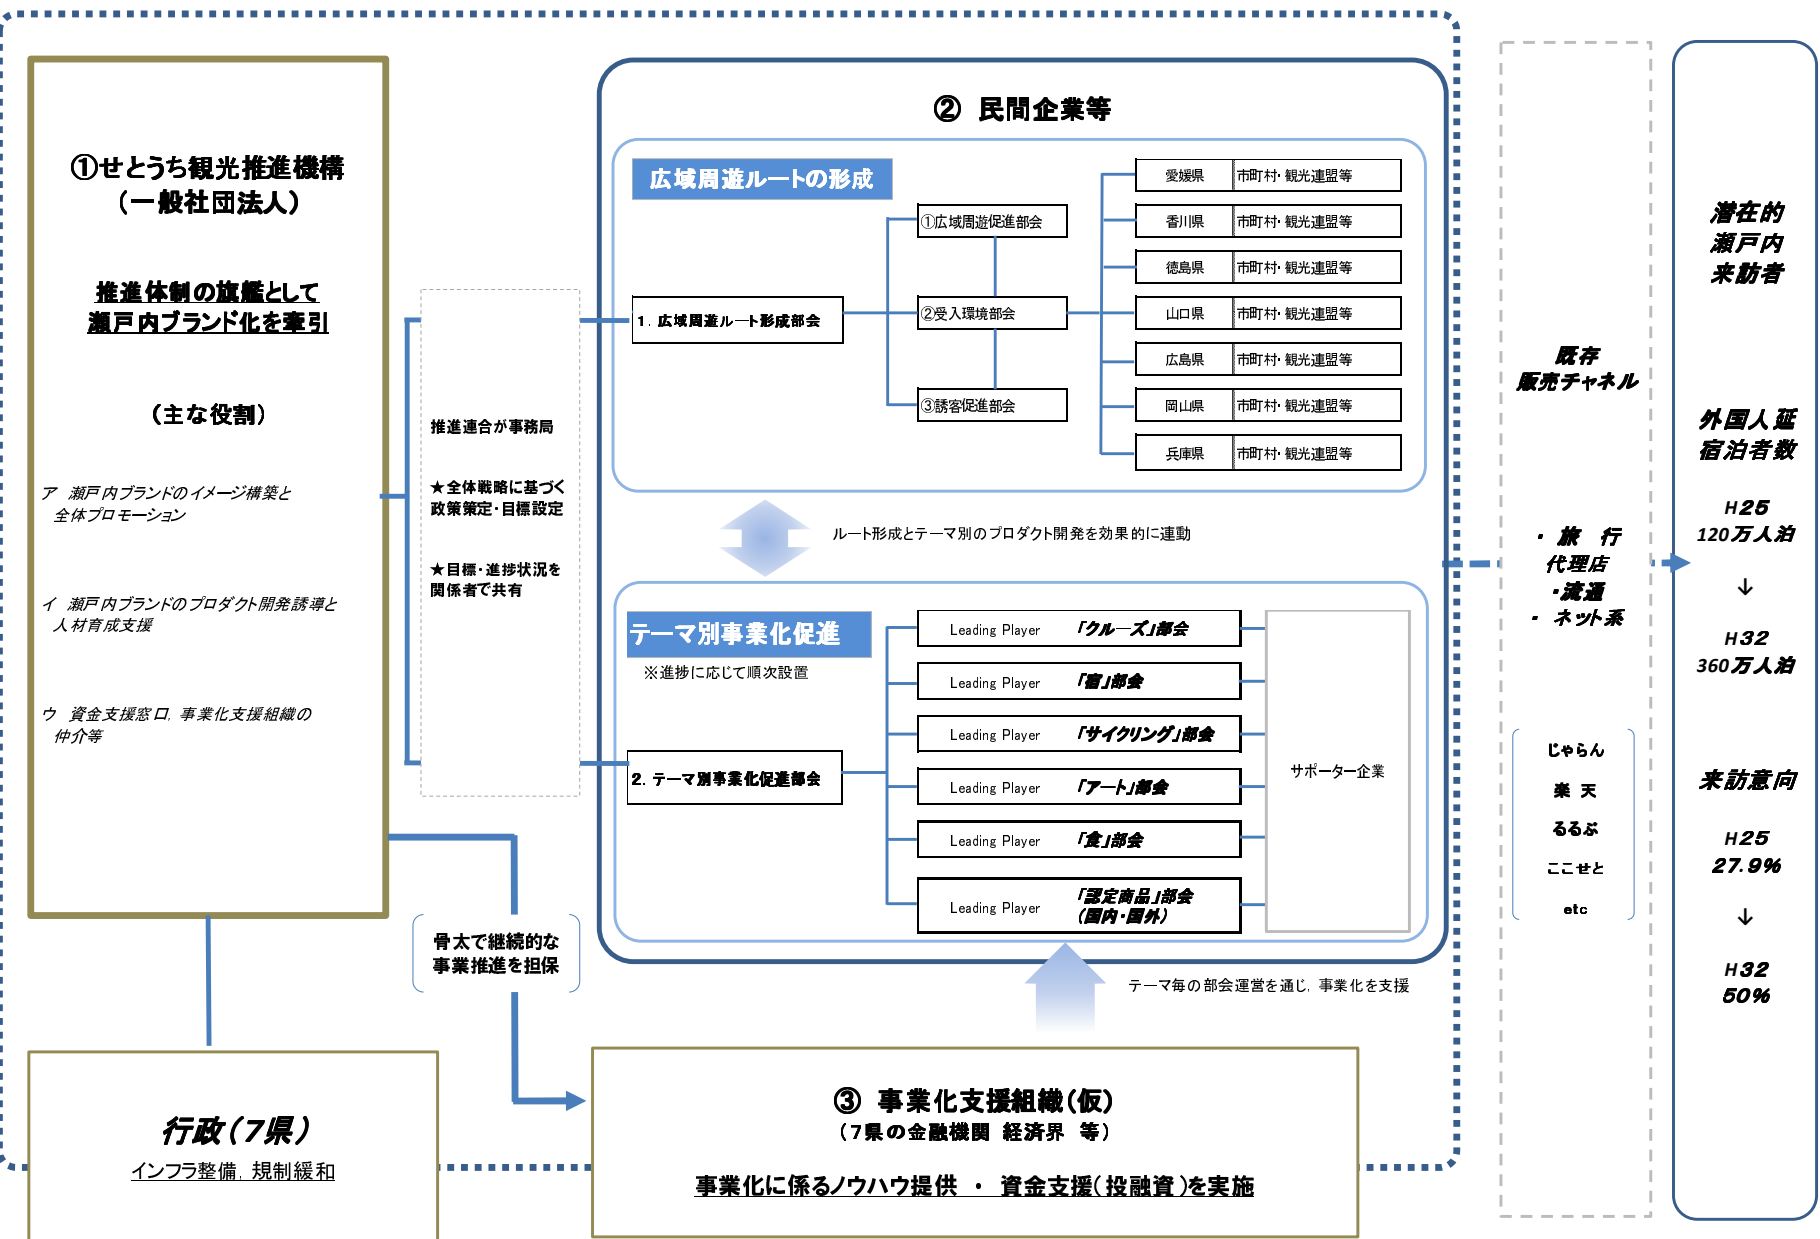 ①せとうち観光推進機構
(一般社団法人)
推進体制の旗艦として
瀬戸内ブランド化を牽引
(主な役割)
ア 瀬戸内ブランドのイメージ構築と
全体プロモーション
イ 瀬戸内ブランドのプロダクト開発誘導と
人材育成支援
ウ 資金支援窓口, 事業化支援組織の
仲介等
推進連合が事務局
★全体戦略に基づく
政策策定・目標設定
★目標・進捗状況を
関係者で共有
骨太で継続的な
事業推進を担保
行政(7県)
インフラ整備, 規制緩和
② 民間企業等
広域周遊ルートの形成
1. 広域周遊ルート形成部会
①広域周遊促進部会
②受入環境部会
③誘客促進部会
愛媛県 市町村・観光連盟等
香川県 市町村・観光連盟等
徳島県 市町村・観光連盟等
山口県 市町村・観光連盟等
広島県 市町村・観光連盟等
岡山県 市町村・観光連盟等
兵庫県 市町村・観光連盟等
ルート形成とテーマ別のプロダクト開発を効果的に連動
テーマ別事業化促進
※進捗に応じて順次設置
2. テーマ別事業化促進部会
Leading Player 「クルーズ」部会
Leading Player 「宿」部会
Leading Player 「サイクリング」部会
Leading Player 「アート」部会
Leading Player 「食」部会
Leading Player 「認定商品」部会
(国内・国外)
サポーター企業
テーマ毎の部会運営を通じ, 事業化を支援
③ 事業化支援組織(仮)
(7県の金融機関 経済界 等)
事業化に係るノウハウ提供 ・ 資金支援(投融資)を実施
既存
販売チャネル
・ 旅 行
代理店
・流通
・ ネット系
じゃらん
楽 天
るるぶ
ここせと
etc
潜在的
瀬戸内
来訪者
外国人延
宿泊者数
H25
120万人泊
↓
H32
360万人泊
来訪意向
H25
27.9%
↓
H32
50%